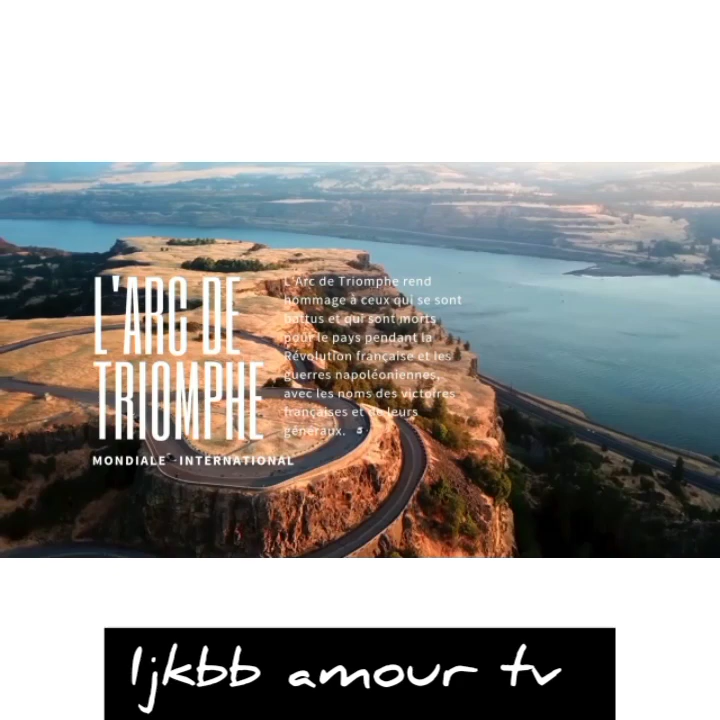 L'ARC DE
TRIOMPHE
MONDIALE INTERNATIONAL
L'Arc de Triomphe rend
hommage à ceux qui se sont
battus et qui sont morts
pour le pays pendant la
Révolution française et les
guerres napoléoniennes,
avec les noms des victoires
françaises et de leurs
généraux.
ljkbb amour tv